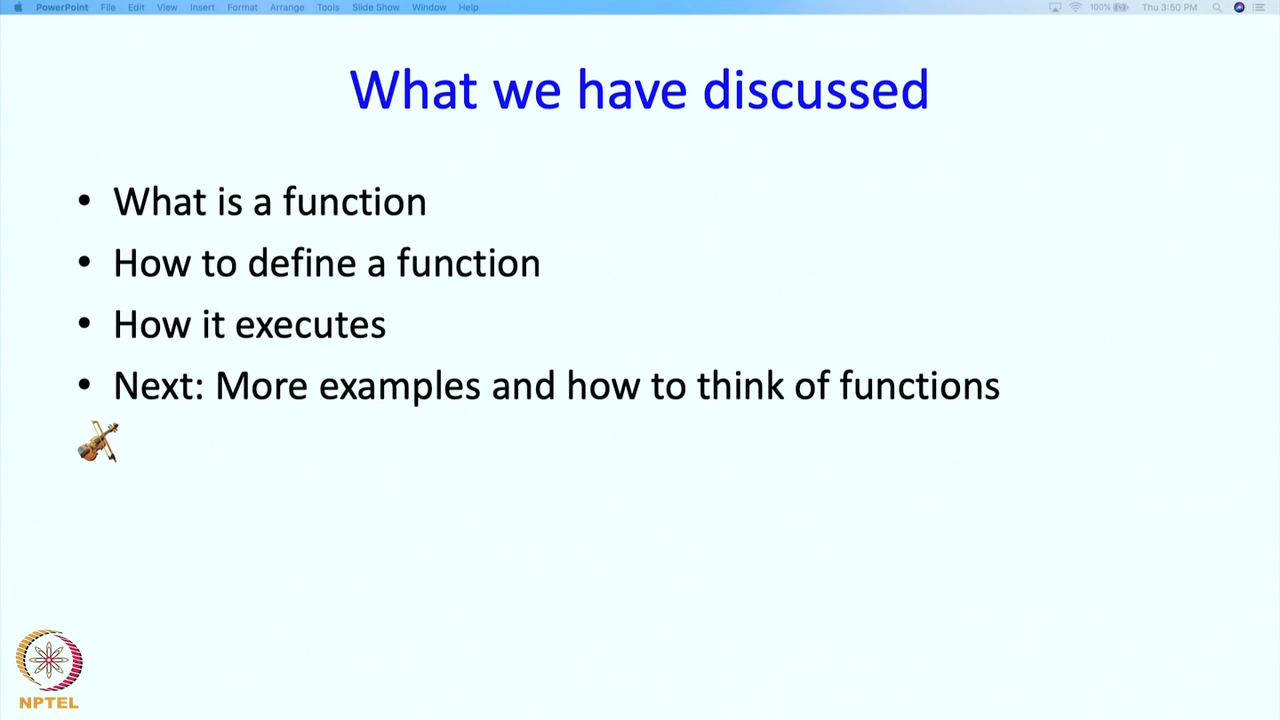 PowerPoint File Edit View Insert Format Arrange Tools Slide Show Window Help 100% Thu 3:50 PM
What we have discussed
• What is a function
• How to define a function
• How it executes
• Next: More examples and how to think of functions
NPTEL